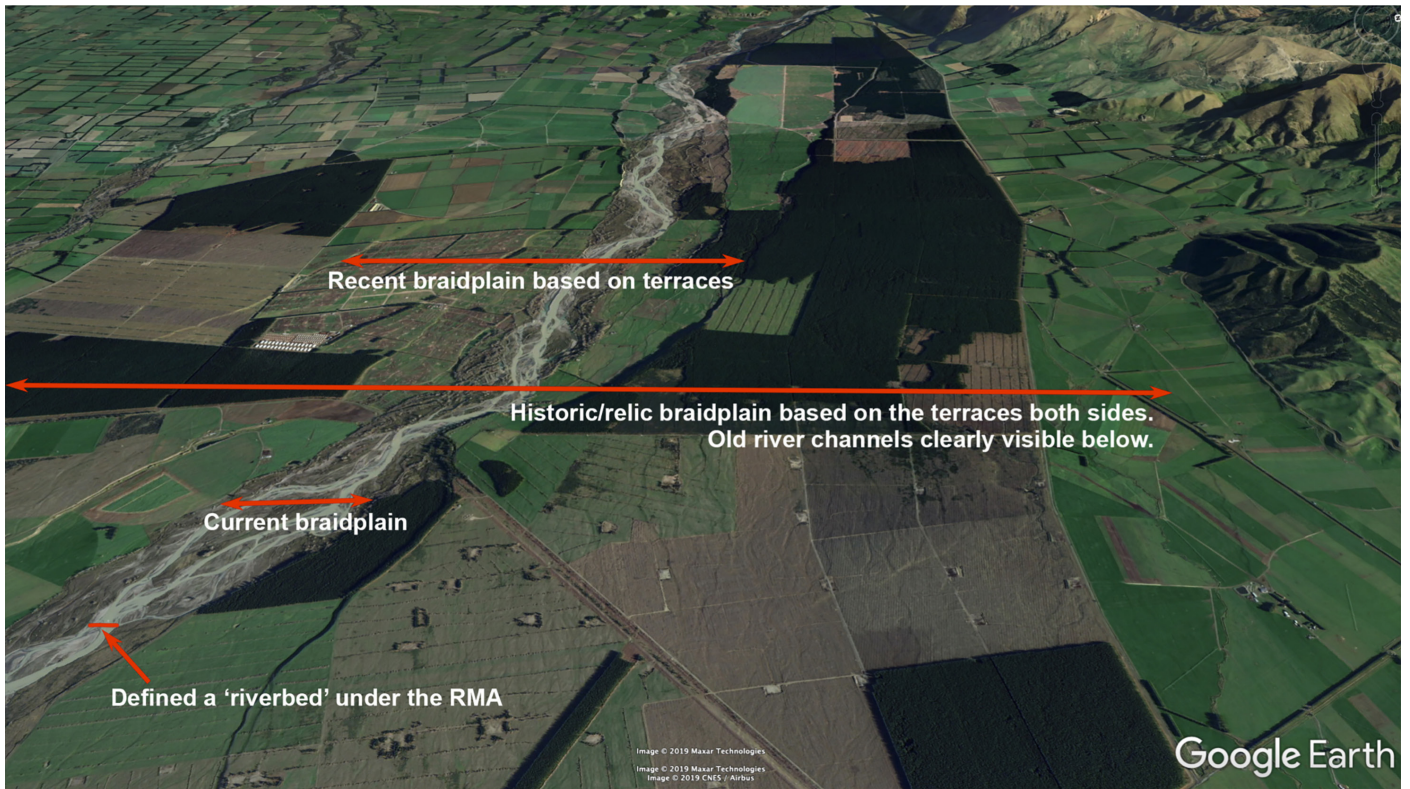 Recent braidplain based on terraces
Historic/relic braidplain based on the terraces both sides.
Old river channels clearly visible below.
Current braidplain
Defined a ‘riverbed’ under the RMA
Image © 2019 Maxar Technologies
Image © 2019 Maxar Technologies
Image © 2019 CNES / Airbus
Google Earth